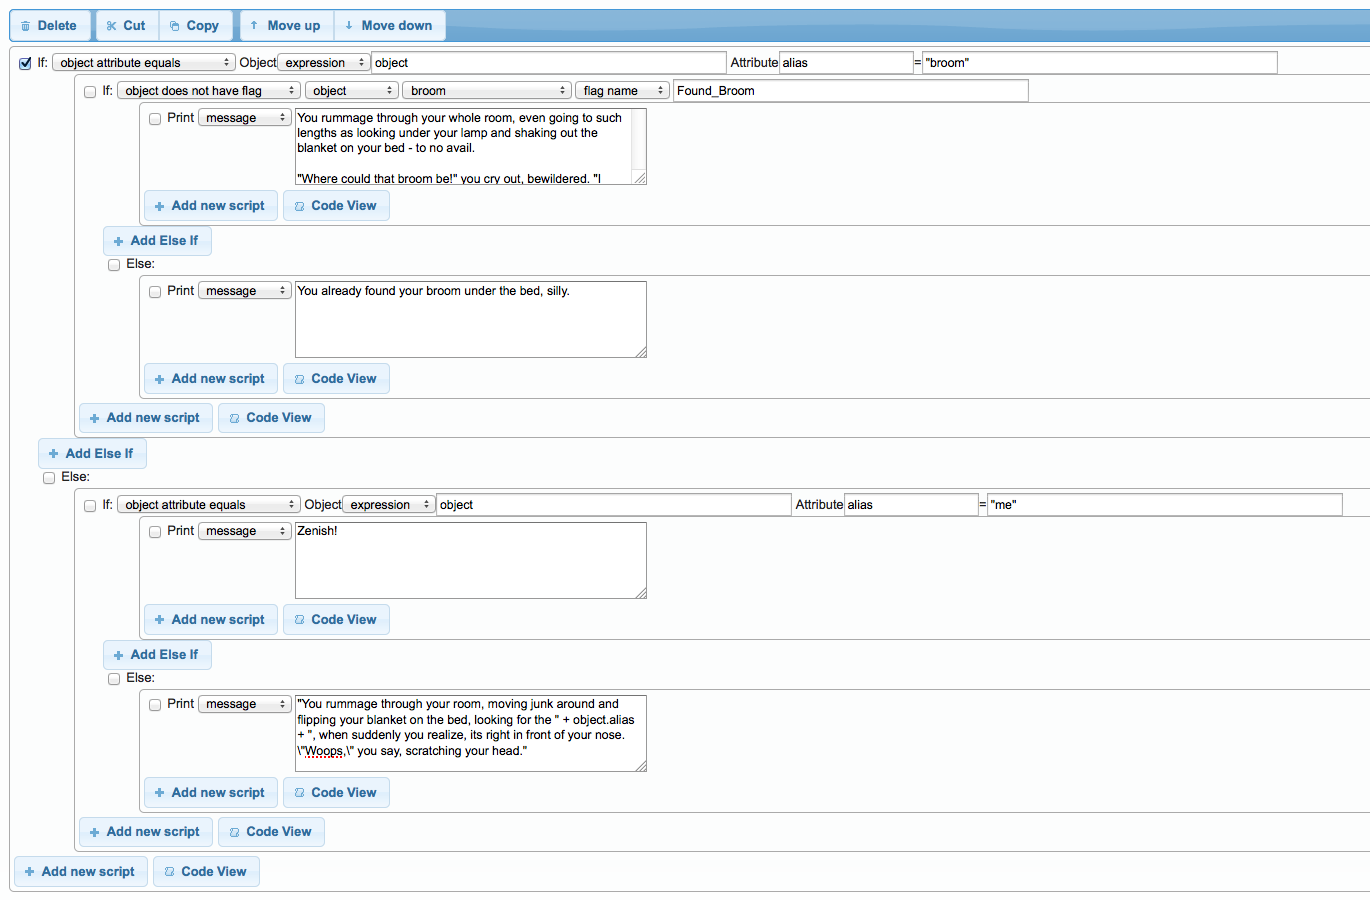 Delete Cut Copy Move up Move down
If: object attribute equals Object expression object Attribute alias = "broom"
If: object does not have flag object broom flag name Found_Broom
Print message You rummage through your whole room, even going to such
lengths as looking under your lamp and shaking out the
blanket on your bed - to no avail.
"Where could that broom be!" you cry out, bewildered. "I
Add new script Code View
Add Else If
Else:
Print message You already found your broom under the bed, silly.
Add new script Code View
Add new script Code View
Add Else If
Else:
If: object attribute equals Object expression object Attribute alias = "me"
Print message Zenish!
Add new script Code View
Add Else If
Else:
Print message "You rummage through your room, moving junk around and
flipping your blanket on the bed, looking for the " + object.alias
+ ", when suddenly you realize, its right in front of your nose.
\"Woops,\" you say, scratching your head."
Add new script Code View
Add new script Code View
Add new script Code View